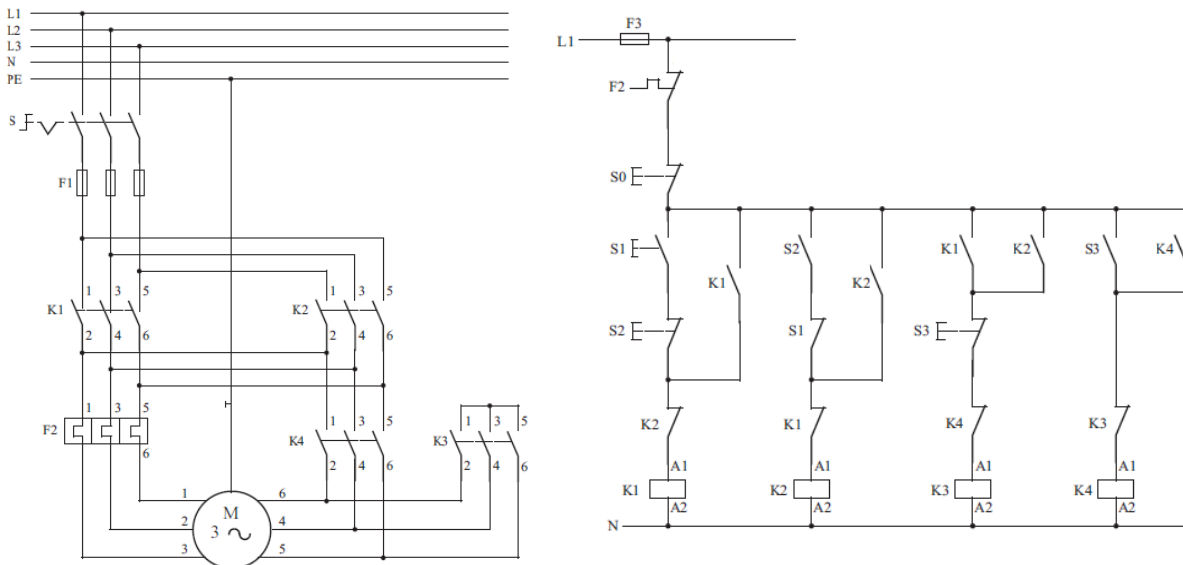 L1
L2
L3
N
PE
S
F1
1 3 5
K1
2 4 6
1 3 5
K2
2 4 6
1 3 5
F2
6
1 3 5
K4
2 4 6
1 3 5
K3
2 4 6
1 6
M
2 3 4
3 5
F3
L1
F2
S0
S1 S2 K1 K2 S3 K4
K1 K2
S2 S1 S3
K2 K1 K4 K3
A1 A1 A1 A1
K1 K2 K3 K4
A2 A2 A2 A2
N